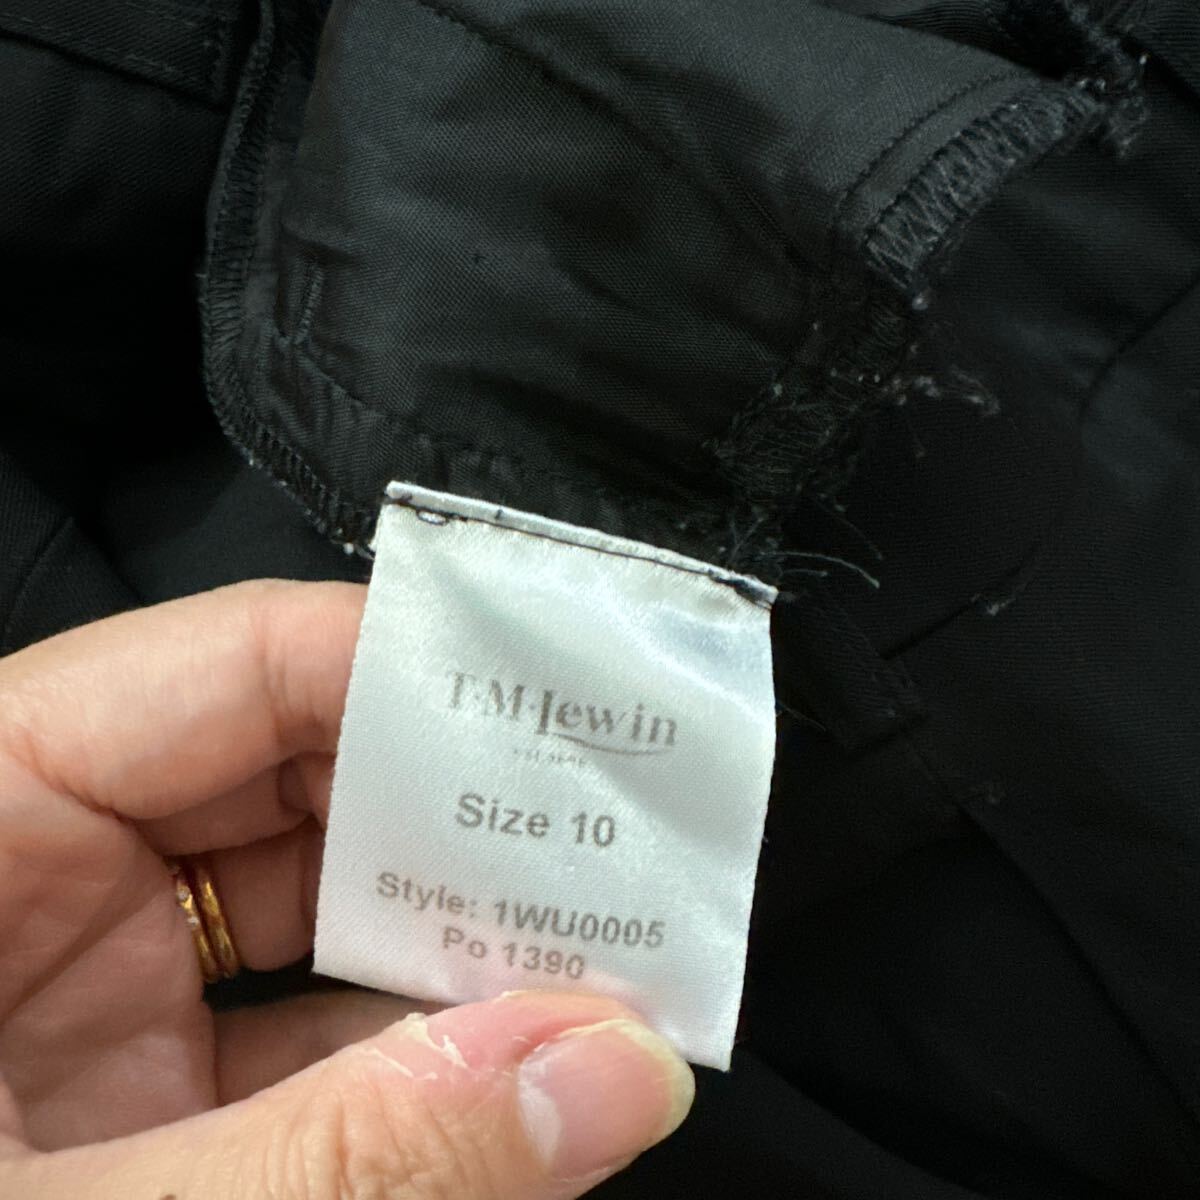 T·M·Lewin
Size 10
Style: 1WU0005
Po 1390